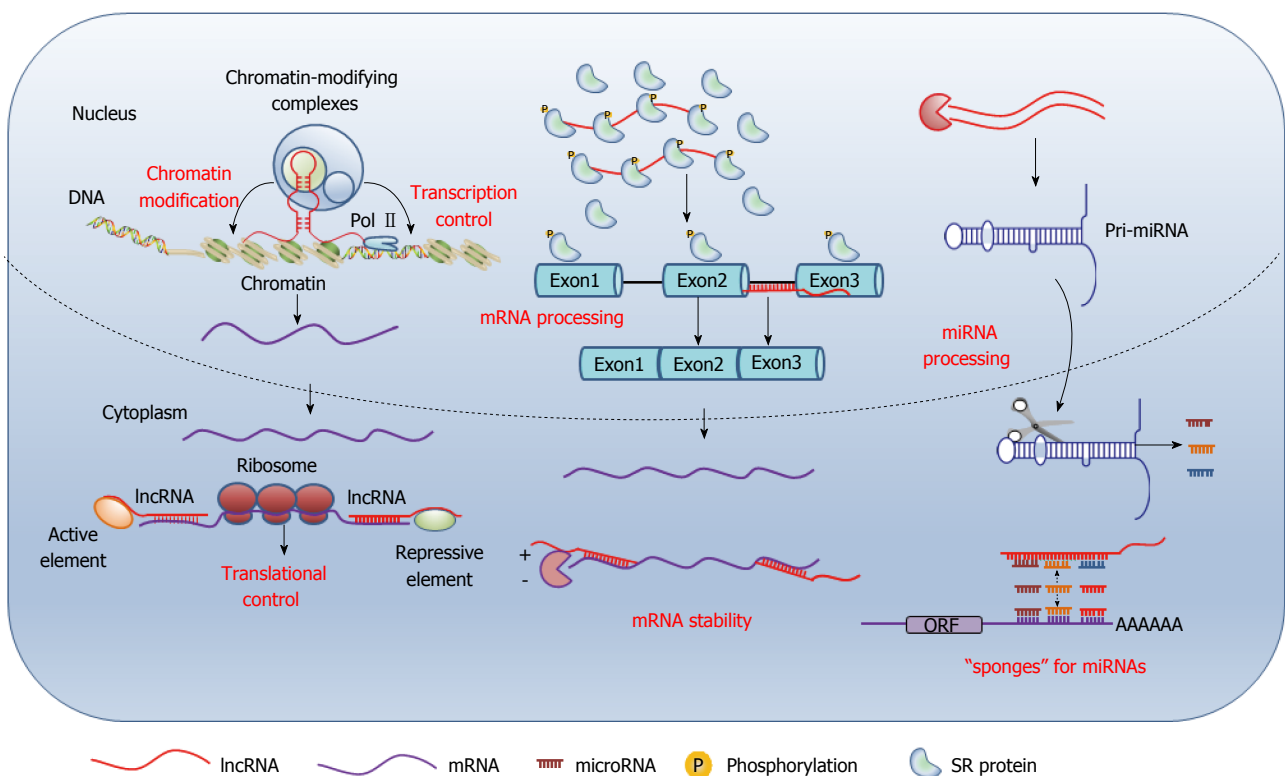 Chromatin-modifying
complexes
Nucleus
Chromatin
modification
DNA
Transcription
control
Pol II
Chromatin
P
P
P
P
P
P
P
P
P
P
P
Exon1
Exon2
Exon3
mRNA processing
Exon1
Exon2
Exon3
Pri-miRNA
miRNA
processing
Cytoplasm
Ribosome
lncRNA
lncRNA
Active
element
Repressive
element
Translational
control
+
-
mRNA stability
ORF
AAAAAA
"sponges" for miRNAs
lncRNA
mRNA
microRNA
P
Phosphorylation
SR protein